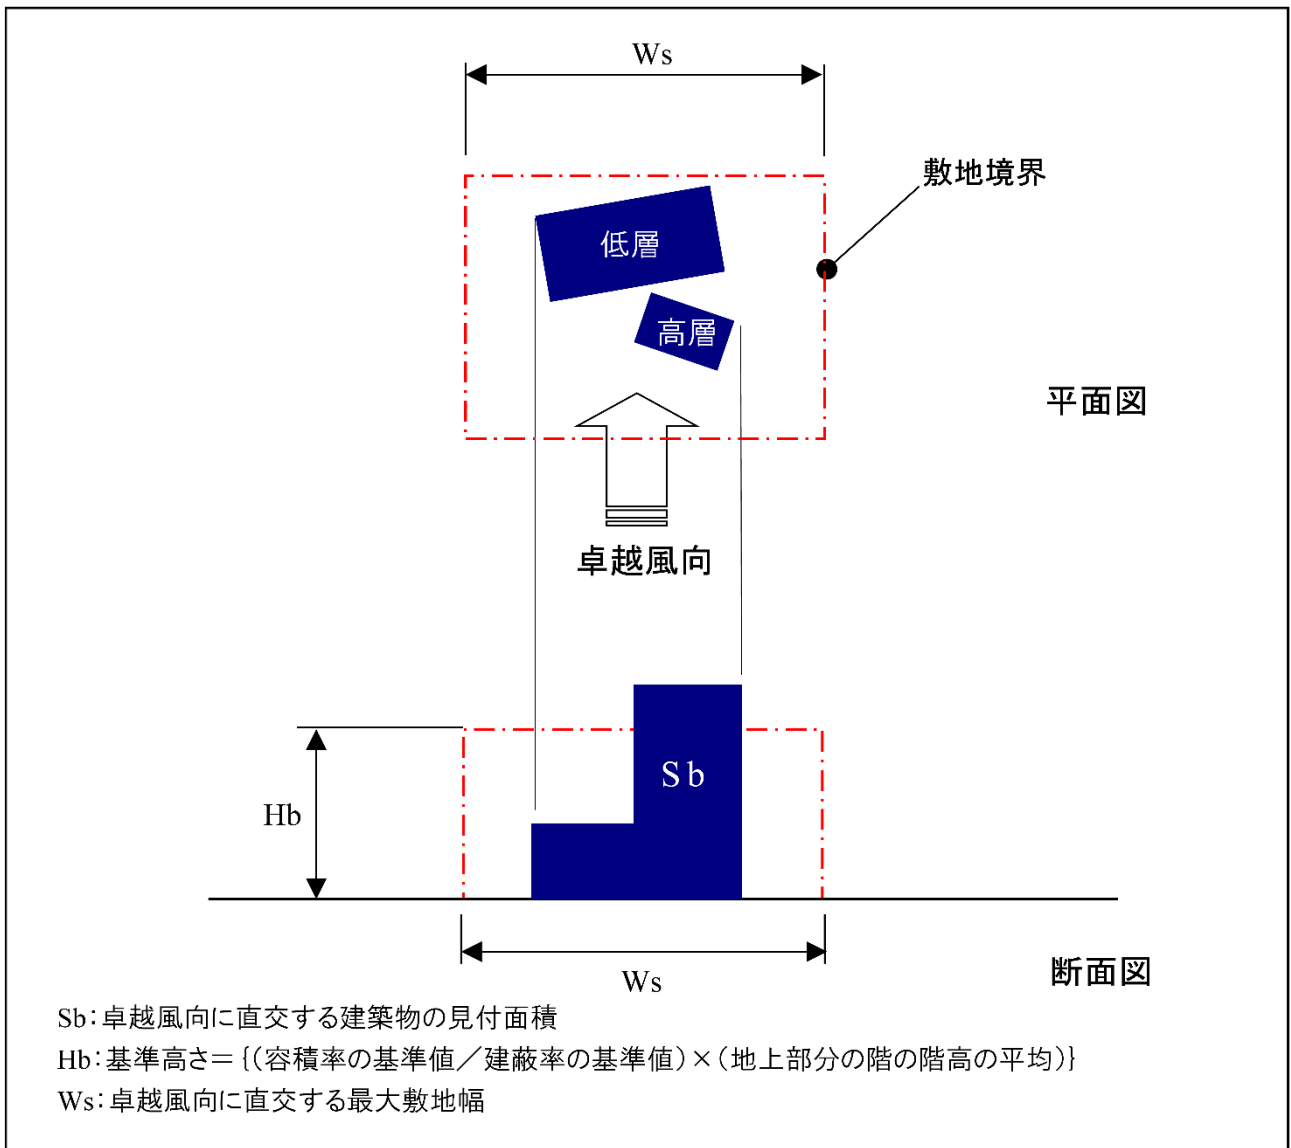 Ws
敷地境界
低層
高層
平面図
卓越風向
Sb
Hb
Ws
断面図
Sb:卓越風向に直交する建築物の見付面積
Hb:基準高さ={(容積率の基準値/建蔽率の基準値)×(地上部分の階の階高の平均)}
Ws:卓越風向に直交する最大敷地幅